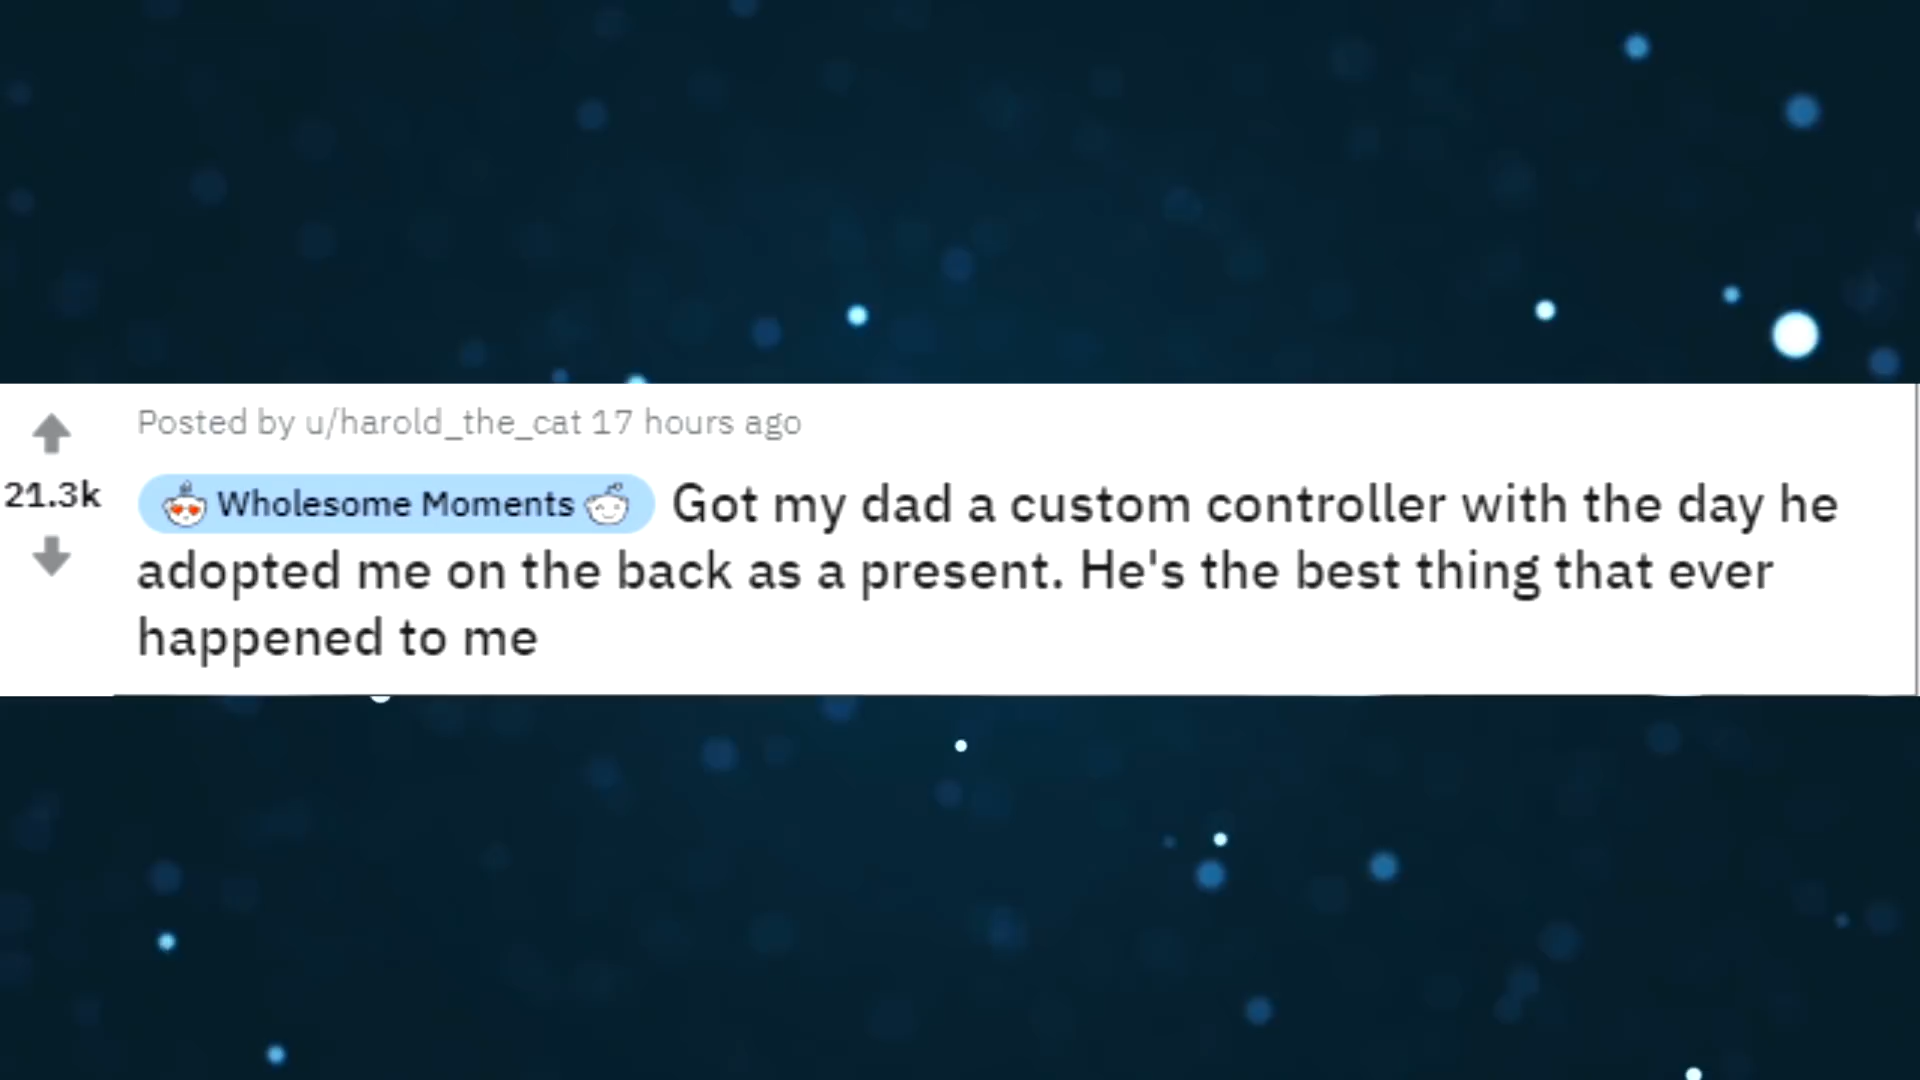 Posted by u/harold_the_cat 17 hours ago
21.3k
Wholesome Moments Got my dad a custom controller with the day he
adopted me on the back as a present. He's the best thing that ever
happened to me